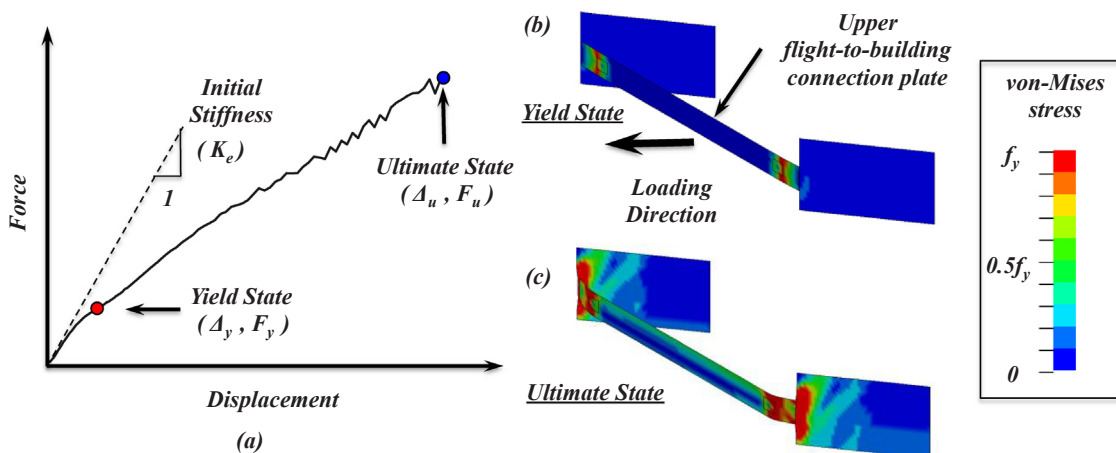 Force
Initial
Stiffness
( Ke )
1
Ultimate State
( Δu , Fu )
Yield State
( Δy , Fy )
Displacement
(a)
(b)
Upper
flight-to-building
connection plate
Yield State
Loading
Direction
(c)
Ultimate State
von-Mises
stress
fy
0.5fy
0